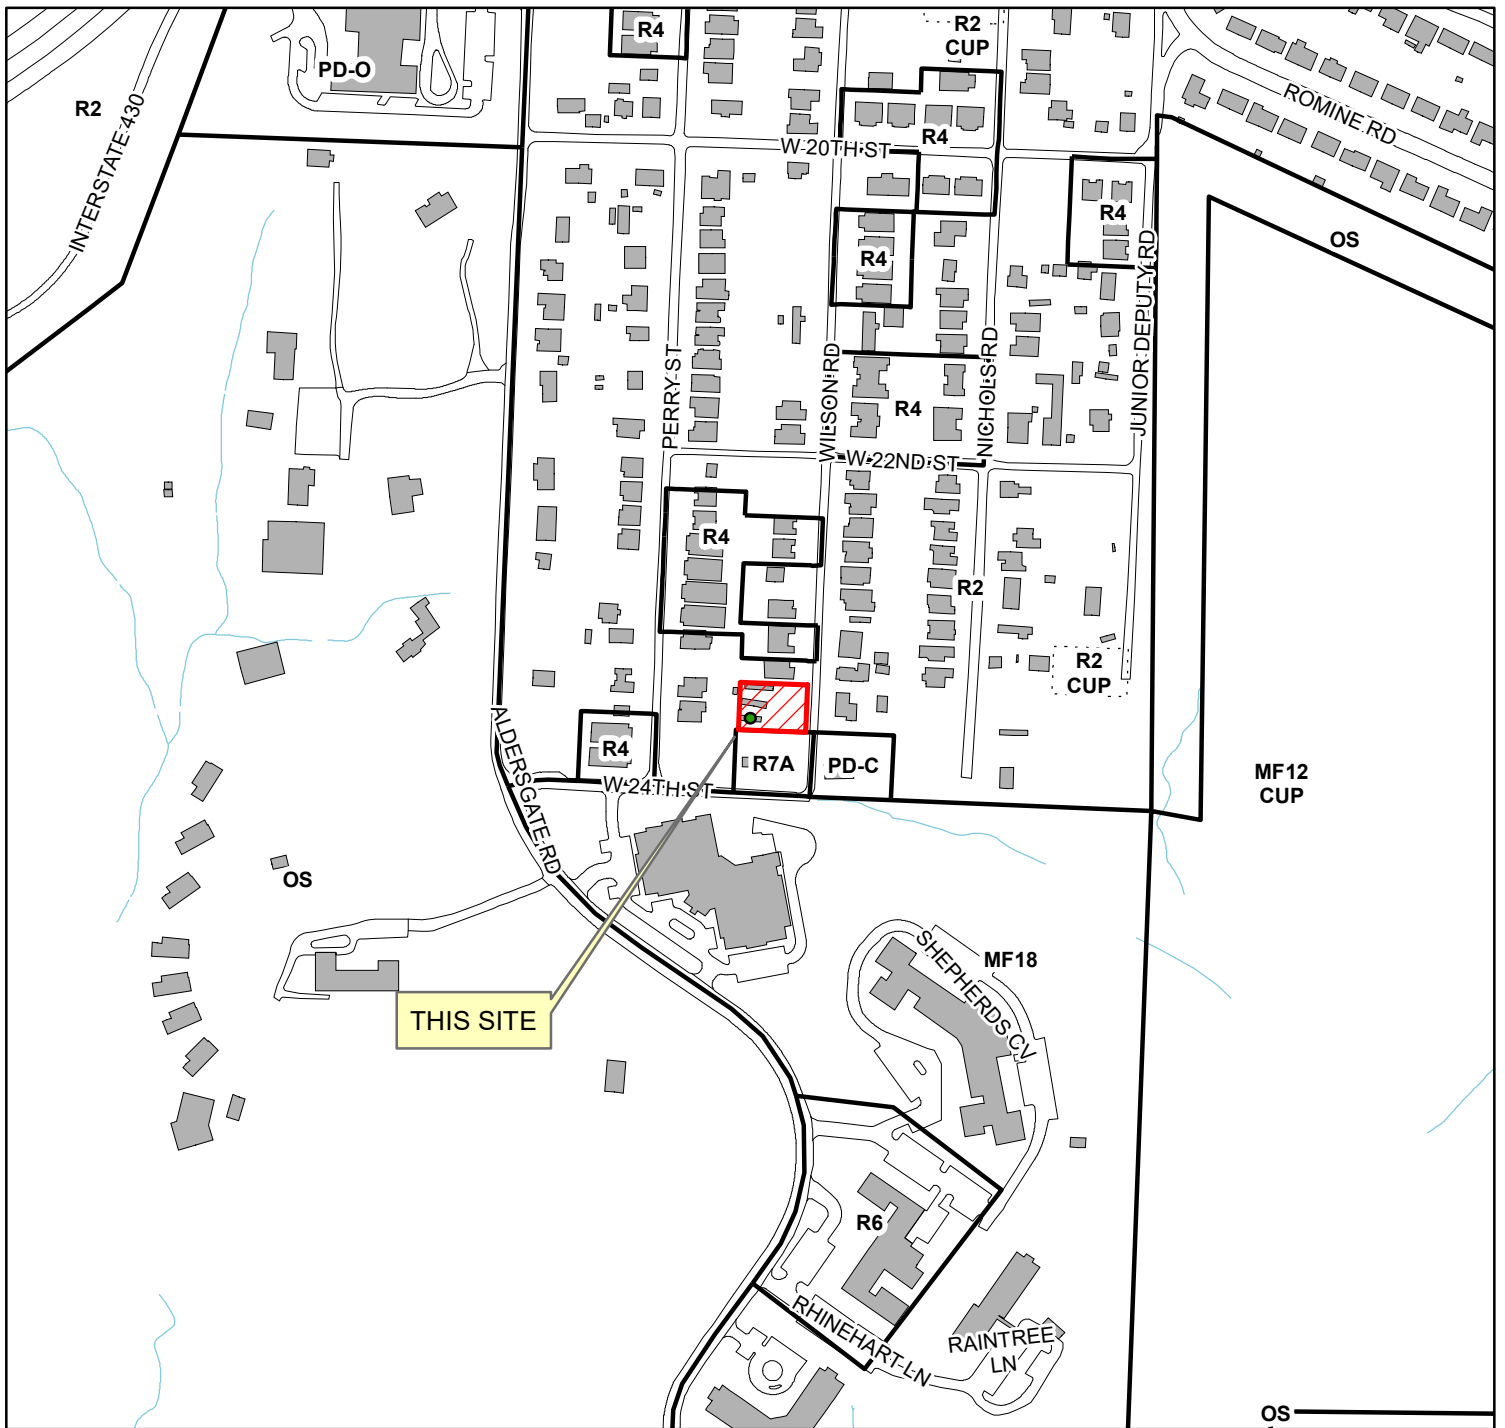 R4
R2
CUP
PD-O
R2
INTERSTATE 430
ROMINE RD
R4
W 20TH ST
R4
OS
R4
JUNIOR DEPUTY RD
PERRY ST
WILSON RD
NICHOLS RD
R4
W 22ND ST
R4
R2
R2
CUP
R4
R7A
PD-C
MF12
CUP
W 24TH ST
ALDERSGATE RD
OS
SHEPHERDS CV
MF18
THIS SITE
R6
RHINEHART LN
RAINTREE
LN
OS